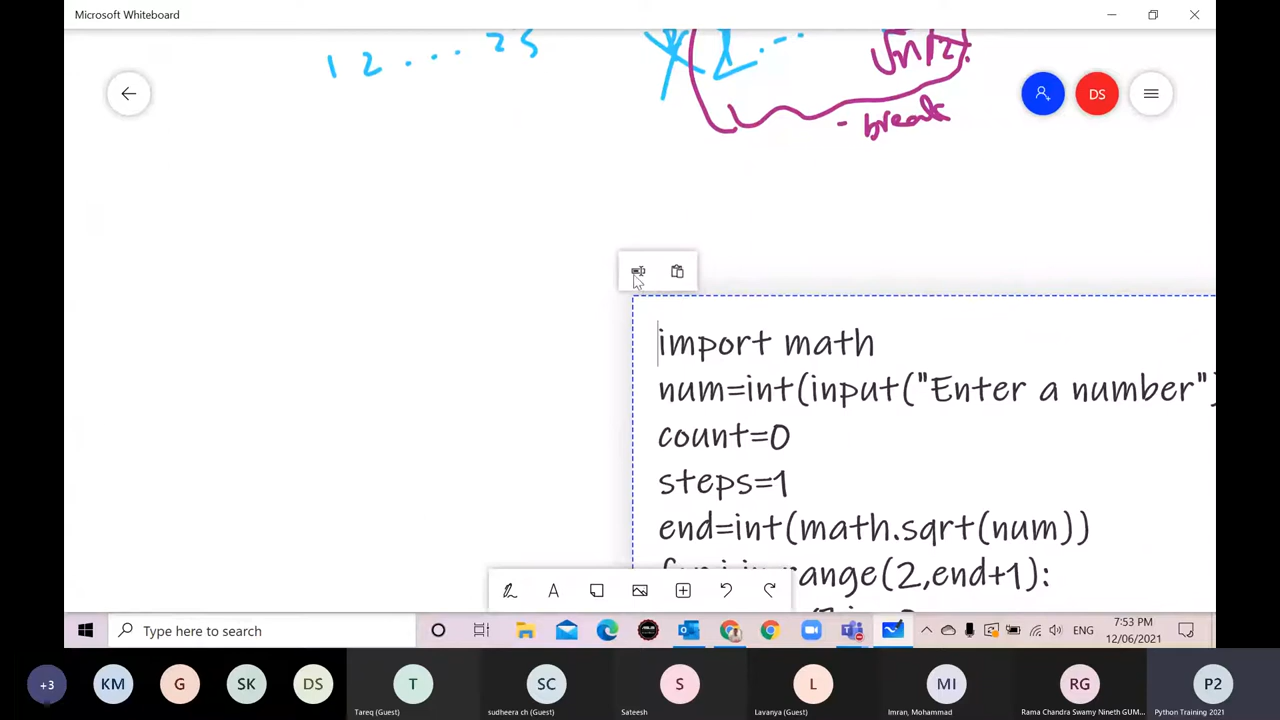 Microsoft Whiteboard
1 2 . . . 25
- break
DS
import math
num=int(input("Enter a number")
count=0
steps=1
end=int(math.sqrt(num))
range(2,end+1):
Type here to search
ENG
7:53 PM
12/06/2021
+3
KM
G
SK
DS
T
SC
S
L
MI
RG
P2
Tareq (Guest)
sudheera ch (Guest)
Sateesh
Lavanya (Guest)
Imran, Mohammad
Rama Chandra Swamy Nineth GUM...
Python Training 2021